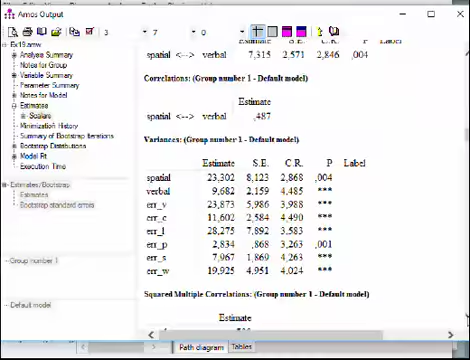 Amos Output
3 7 0
Ex19.amw
Analysis Summary
Notes for Group
Variable Summary
Parameter Summary
Notes for Model
Estimates
Scalars
Minimization History
Summary of Bootstrap Iterations
Bootstrap Distributions
Model Fit
Execution Time
Estimates/Bootstrap
Estimates
Bootstrap standard errors
Group number 1
Default model
Estimate S.E. C.R. P Label
spatial <--> verbal 7,315 2,571 2,846 ,004
Correlations: (Group number 1 - Default model)
Estimate
spatial <--> verbal ,487
Variances: (Group number 1 - Default model)
Estimate S.E. C.R. P Label
spatial 23,302 8,123 2,868 ,004
verbal 9,682 2,159 4,485 ***
err_v 23,873 5,986 3,988 ***
err_c 11,602 2,584 4,490 ***
err_l 28,275 7,892 3,583 ***
err_p 2,834 ,868 3,263 ,001
err_s 7,967 1,869 4,263 ***
err_w 19,925 4,951 4,024 ***
Squared Multiple Correlations: (Group number 1 - Default model)
Estimate
Path diagram Tables